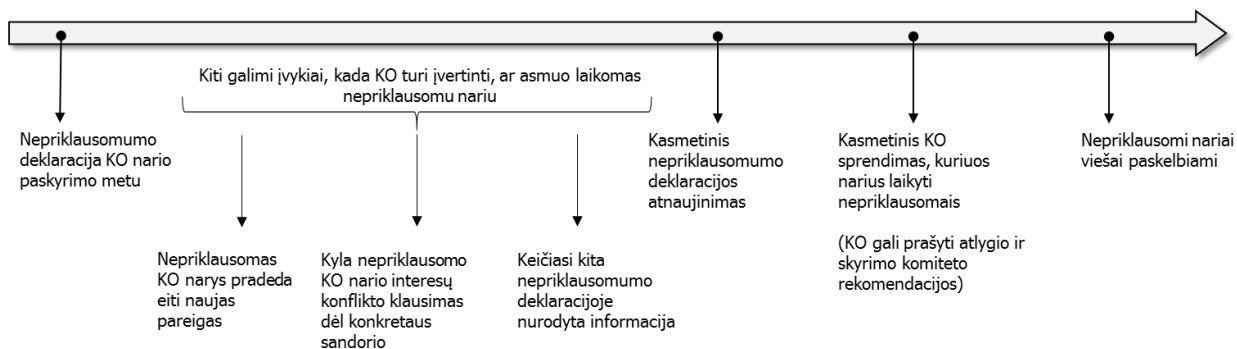 Kiti galimi įvykiai, kada KO turi įvertinti, ar asmuo laikomas
nepriklausomu nariu
Nepriklausomumo
deklaracija KO nario
paskyrimo metu
Nepriklausomas
KO narys pradeda
eiti naujas
pareigas
Kyla nepriklausomo
KO nario interesų
konflikto klausimas
dėl konkretaus
sandorio
Keičiasi kita
nepriklausomumo
deklaracijoje
nurodyta informacija
Kasmetinis
nepriklausomumo
deklaracijos
atnaujinimas
Kasmetinis KO
sprendimas, kuriuos
narius laikyti
nepriklausomais
(KO gali prašyti atlygio ir
skyrimo komiteto
rekomendacijos)
Nepriklausomi nariai
viešai paskelbiami